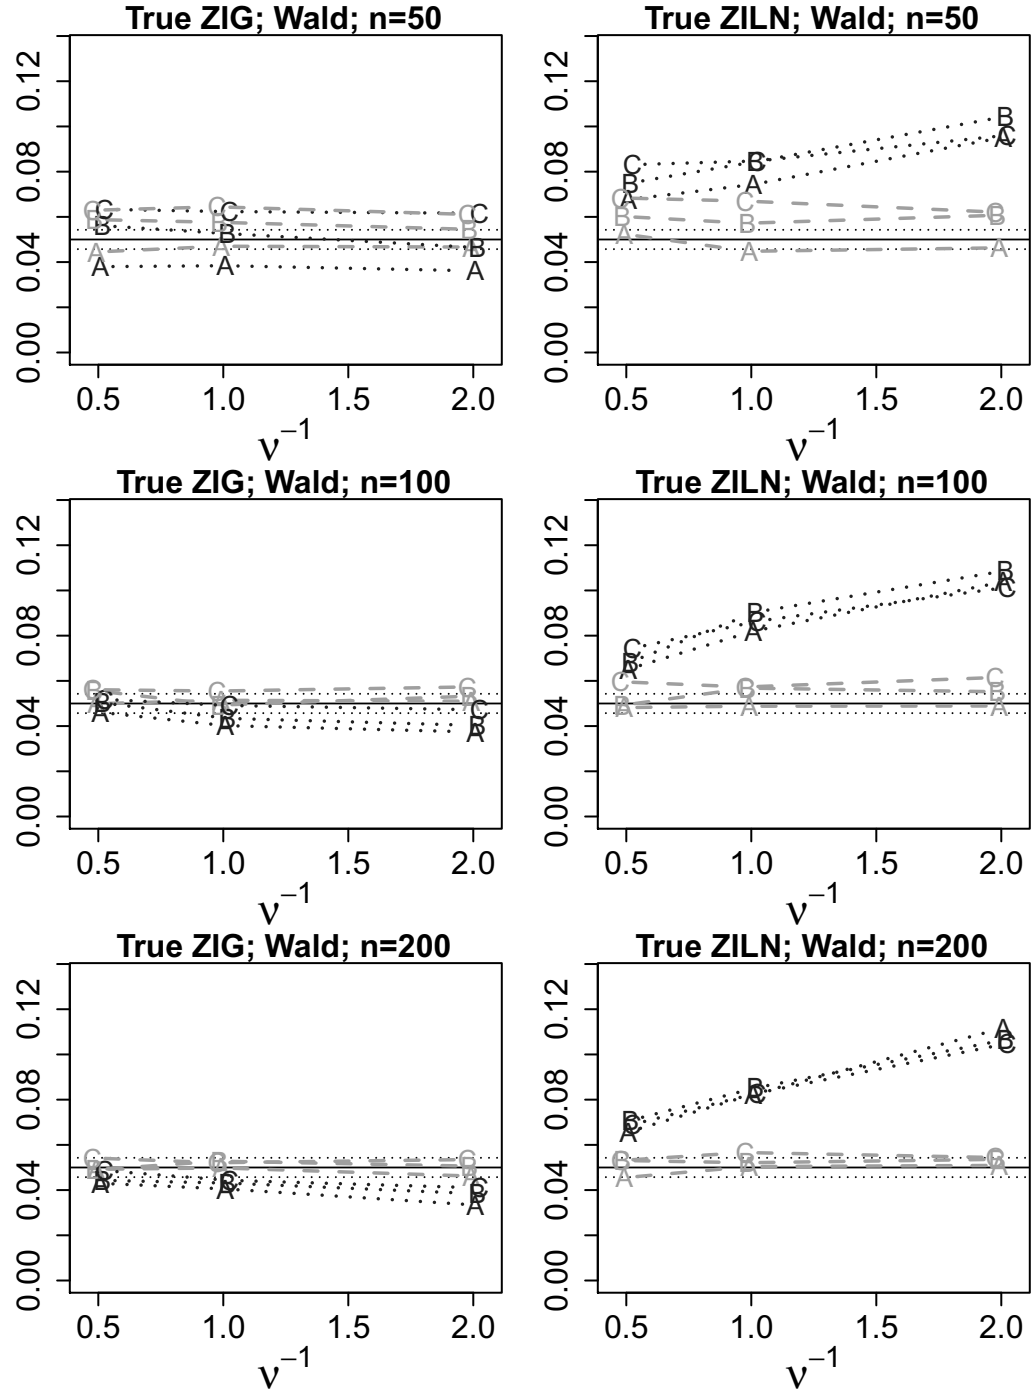 True ZIG; Wald; n=50
0.12
0.08
0.04
0.00
C C C
C C C
B B B
B B B
A A A
A A A
0.5 1.0 1.5 2.0
ν−1
True ZILN; Wald; n=50
0.12
0.08
0.04
0.00
C C C
B B B
A A A
C C C
B B B
A A A
0.5 1.0 1.5 2.0
ν−1
True ZIG; Wald; n=100
0.12
0.08
0.04
0.00
C C C
B B B
A A A
C C C
B B B
A A A
0.5 1.0 1.5 2.0
ν−1
True ZILN; Wald; n=100
0.12
0.08
0.04
0.00
C C C
B B B
A A A
C C C
B B B
A A A
0.5 1.0 1.5 2.0
ν−1
True ZIG; Wald; n=200
0.12
0.08
0.04
0.00
C C C
B B B
A A A
C C C
B B B
A A A
0.5 1.0 1.5 2.0
ν−1
True ZILN; Wald; n=200
0.12
0.08
0.04
0.00
A A A
B B B
C C C
C C C
B B B
A A A
0.5 1.0 1.5 2.0
ν−1